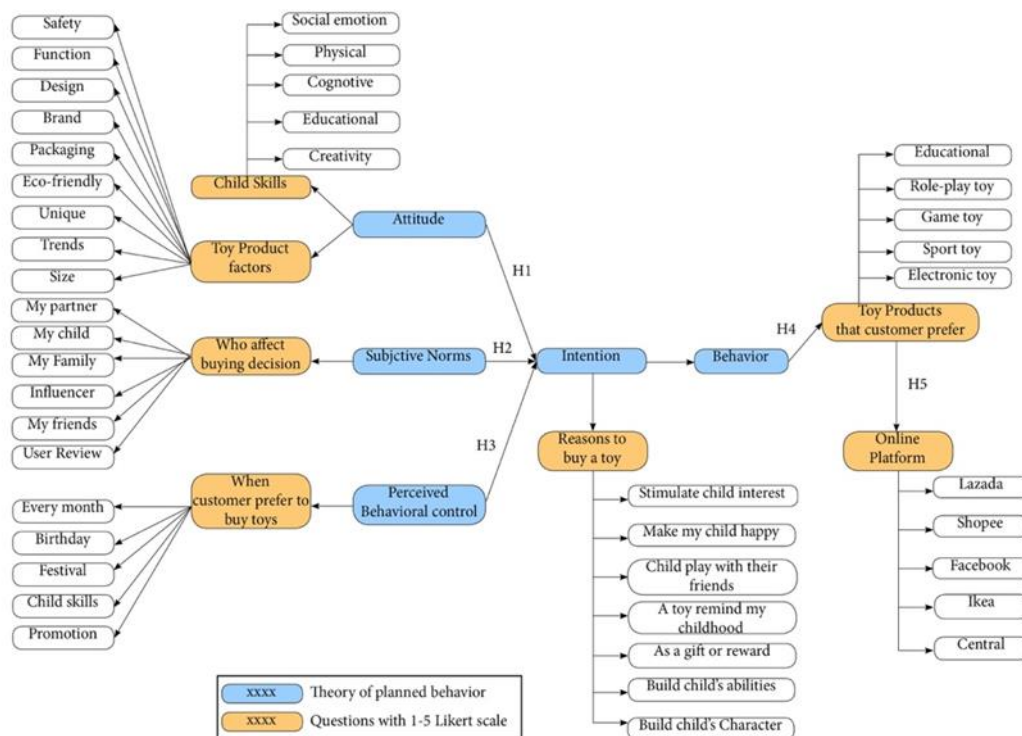 Safety
Function
Design
Brand
Packaging
Eco-friendly
Unique
Trends
Size
My partner
My child
My Family
Influencer
My friends
User Review
Every month
Birthday
Festival
Child skills
Promotion
Social emotion
Physical
Cognotive
Educational
Creativity
Child Skills
Toy Product
factors
Who affect
buying decision
When
customer prefer to
buy toys
Attitude
Subjctive Norms
Perceived
Behavioral control
H1
H2
H3
Intention
Behavior
H4
Reasons to
buy a toy
Stimulate child interest
Make my child happy
Child play with their
friends
A toy remind my
childhood
As a gift or reward
Build child's abilities
Build child's Character
Educational
Role-play toy
Game toy
Sport toy
Electronic toy
Toy Products
that customer prefer
H5
Online
Platform
Lazada
Shopee
Facebook
Ikea
Central
xxxx Theory of planned behavior
xxxx Questions with 1-5 Likert scale